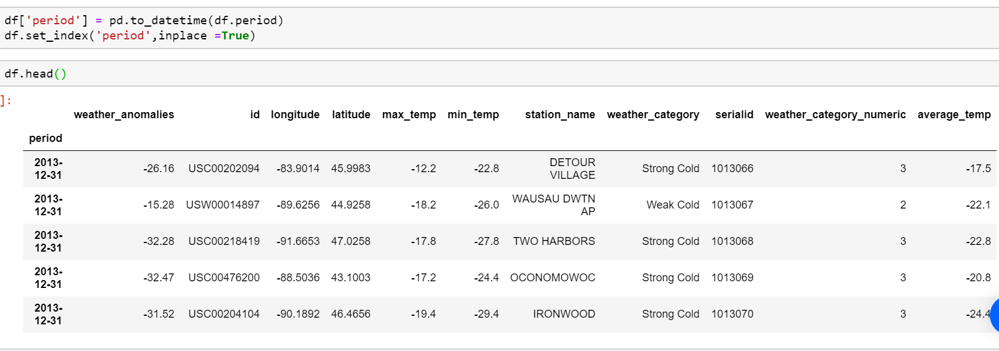 df['period'] = pd.to_datetime(df.period)
df.set_index('period',inplace =True)
df.head()
]:
weather_anomalies id longitude latitude max_temp min_temp station_name weather_category serialid weather_category_numeric average_temp
period
2013-12-31 -26.16 USC00202094 -83.9014 45.9983 -12.2 -22.8 DETOUR VILLAGE Strong Cold 1013066 3 -17.5
2013-12-31 -15.28 USW00014897 -89.6256 44.9258 -18.2 -26.0 WAUSAU DWTN AP Weak Cold 1013067 2 -22.1
2013-12-31 -32.28 USC00218419 -91.6653 47.0258 -17.8 -27.8 TWO HARBORS Strong Cold 1013068 3 -22.8
2013-12-31 -32.47 USC00476200 -88.5036 43.1003 -17.2 -24.4 OCONOMOWOC Strong Cold 1013069 3 -20.8
2013-12-31 -31.52 USC00204104 -90.1892 46.4656 -19.4 -29.4 IRONWOOD Strong Cold 1013070 3 -24.4